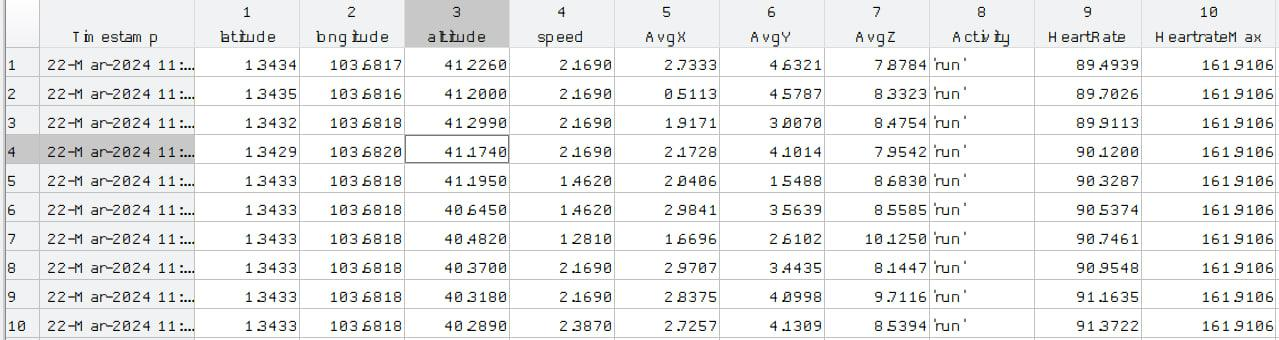 1 2 3 4 5 6 7 8 9 10
Timestamp latitude longitude altitude speed AvgX AvgY AvgZ Activity HeartRate HeartrateMax
1 22-Mar-2024 11:... 1.3434 103.6817 41.2260 2.1690 2.7333 4.6321 7.8784 'run' 89.4939 161.9106
2 22-Mar-2024 11:... 1.3435 103.6816 41.2000 2.1690 0.5113 4.5787 8.3323 'run' 89.7026 161.9106
3 22-Mar-2024 11:... 1.3432 103.6818 41.2990 2.1690 1.9171 3.0070 8.4754 'run' 89.9113 161.9106
4 22-Mar-2024 11:... 1.3429 103.6820 41.1740 2.1690 2.1728 4.1014 7.9542 'run' 90.1200 161.9106
5 22-Mar-2024 11:... 1.3433 103.6818 41.1950 1.4620 2.0406 1.5488 8.6830 'run' 90.3287 161.9106
6 22-Mar-2024 11:... 1.3433 103.6818 40.6450 1.4620 2.9841 3.5639 8.5585 'run' 90.5374 161.9106
7 22-Mar-2024 11:... 1.3433 103.6818 40.4820 1.2810 1.6696 2.6102 10.1250 'run' 90.7461 161.9106
8 22-Mar-2024 11:... 1.3433 103.6818 40.3700 2.1690 2.9707 3.4435 8.1447 'run' 90.9548 161.9106
9 22-Mar-2024 11:... 1.3433 103.6818 40.3180 2.1690 2.8375 4.0998 9.7116 'run' 91.1635 161.9106
10 22-Mar-2024 11:... 1.3433 103.6818 40.2890 2.3870 2.7257 4.1309 8.5394 'run' 91.3722 161.9106